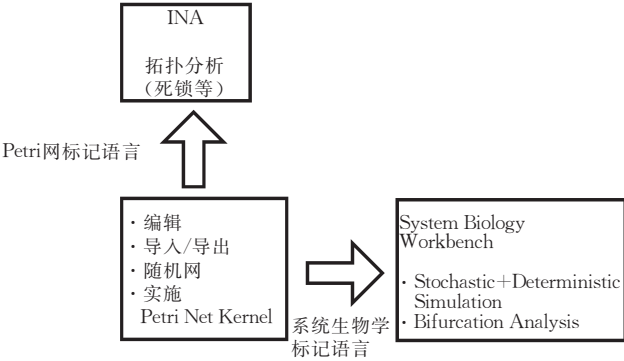 INA
拓扑分析
（死锁等）
Petri网标记语言
· 编辑
· 导入/导出
· 随机网
· 实施
Petri Net Kernel
系统生物学
标记语言
System Biology
Workbench
· Stochastic+Deterministic
Simulation
· Bifurcation Analysis